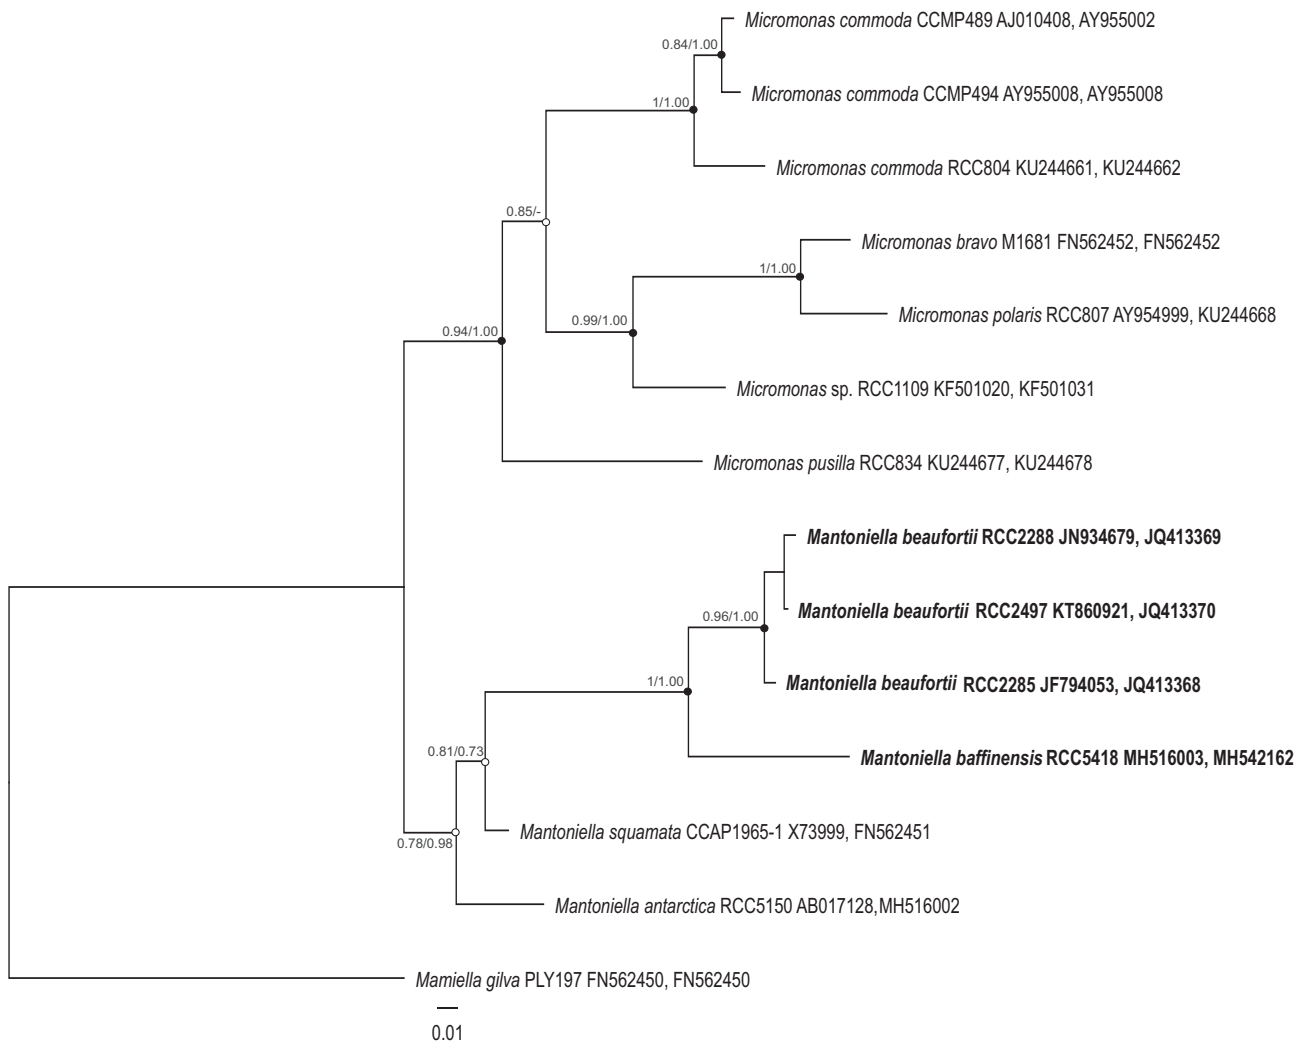 Micromonas commoda CCMP489 AJ010408, AY955002
0.84/1.00
Micromonas commoda CCMP494 AY955008, AY955008
1/1.00
Micromonas commoda RCC804 KU244661, KU244662
0.85/-
Micromonas bravo M1681 FN562452, FN562452
1/1.00
Micromonas polaris RCC807 AY954999, KU244668
0.99/1.00
0.94/1.00
Micromonas sp. RCC1109 KF501020, KF501031
Micromonas pusilla RCC834 KU244677, KU244678
Mantoniella beaufortii RCC2288 JN934679, JQ413369
Mantoniella beaufortii RCC2497 KT860921, JQ413370
0.96/1.00
Mantoniella beaufortii RCC2285 JF794053, JQ413368
1/1.00
0.81/0.73
Mantoniella baffinensis RCC5418 MH516003, MH542162
Mantoniella squamata CCAP1965-1 X73999, FN562451
0.78/0.98
Mantoniella antarctica RCC5150 AB017128,MH516002
Mamiella gilva PLY197 FN562450, FN562450
0.01